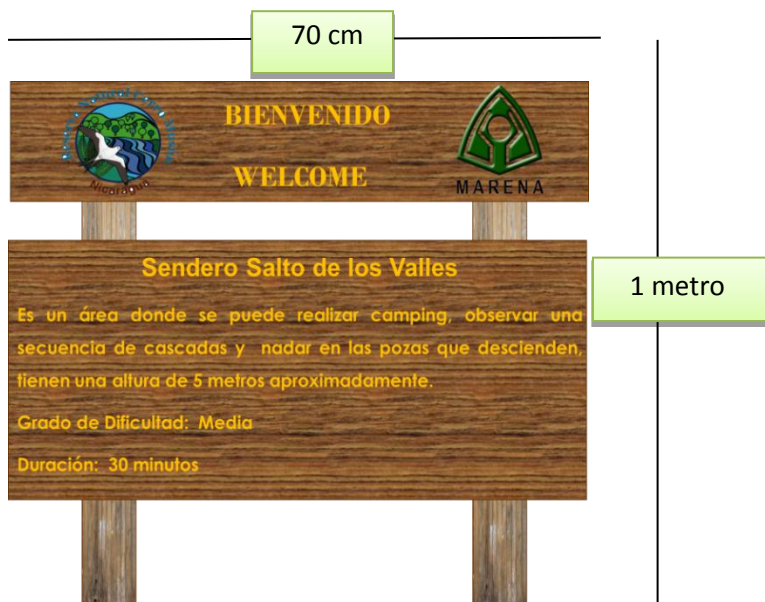 70 cm
BIENVENIDO
WELCOME
Nicaragua
MARENA
Sendero Salto de los Valles
1 metro
Es un área donde se puede realizar camping, observar una
secuencia de cascadas y nadar en las pozas que descienden,
tienen una altura de 5 metros aproximadamente.
Grado de Dificultad: Media
Duración: 30 minutos